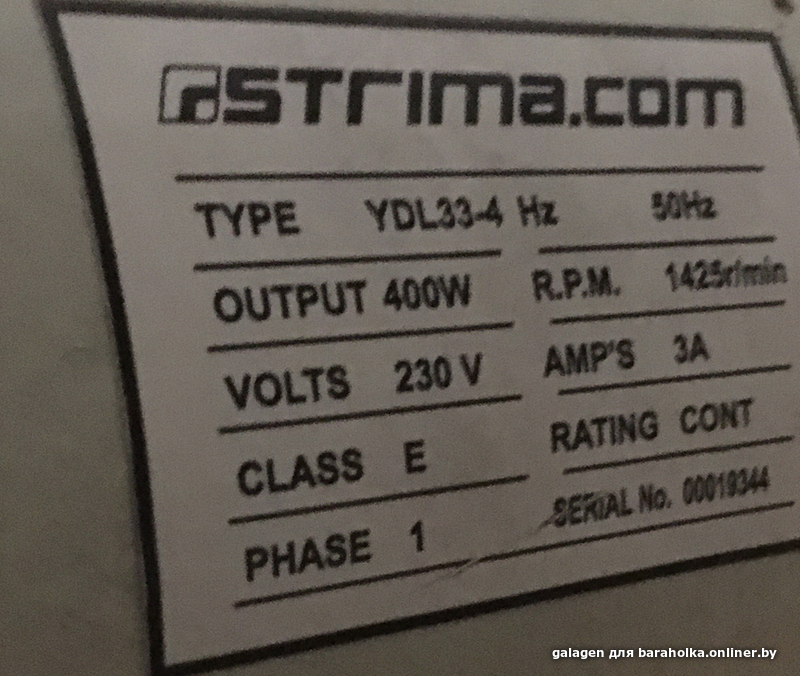 strima.com
TYPE YDL33-4 Hz 50Hz
OUTPUT 400W R.P.M. 1425r/min
VOLTS 230 V AMP'S 3A
CLASS E RATING CONT
PHASE 1 SERIAL No. 00019344
galagen для baraholka.onliner.by